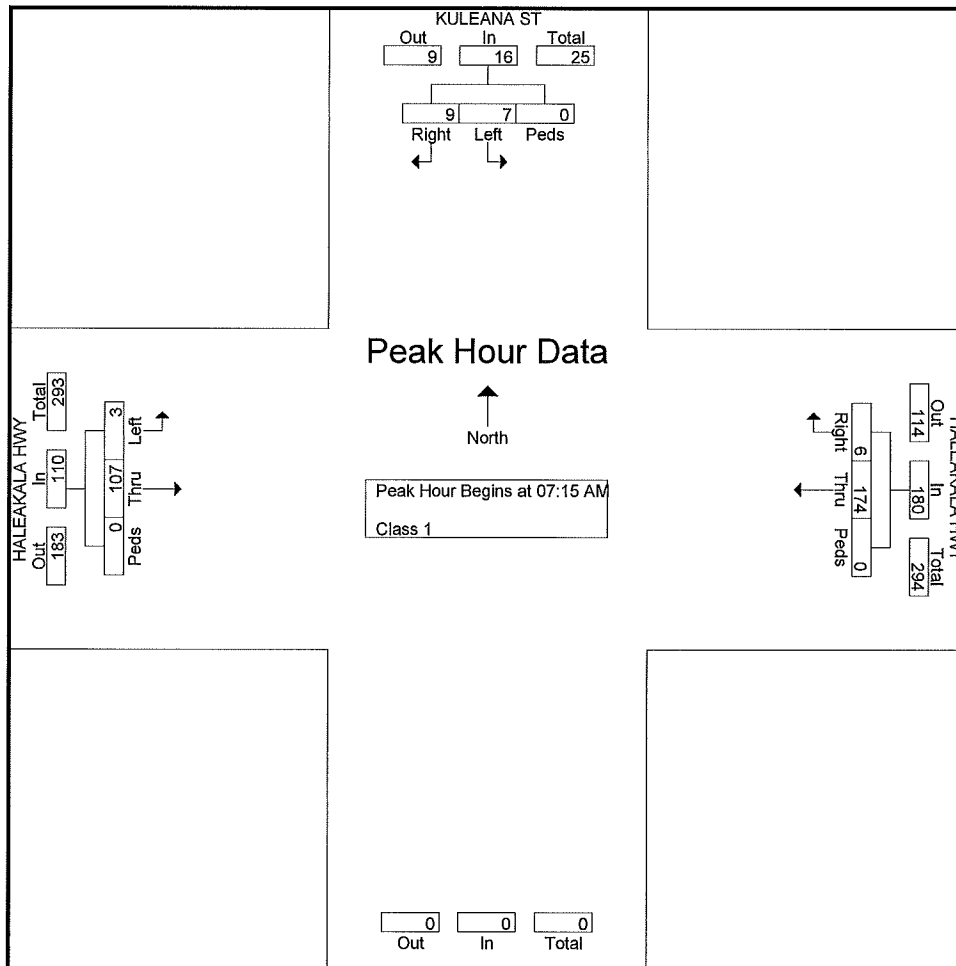 KULEANA ST
Out In Total
9 16 25
9 7 0
Right Left Peds
Peak Hour Data
North
Peak Hour Begins at 07:15 AM
Class 1
HALEAKALA HWY
Out In Total
183 110 293
3 107 0
Left Thru Peds
Out In Total
114 180 294
6 174 0
Right Thru Peds
0 0 0
Out In Total